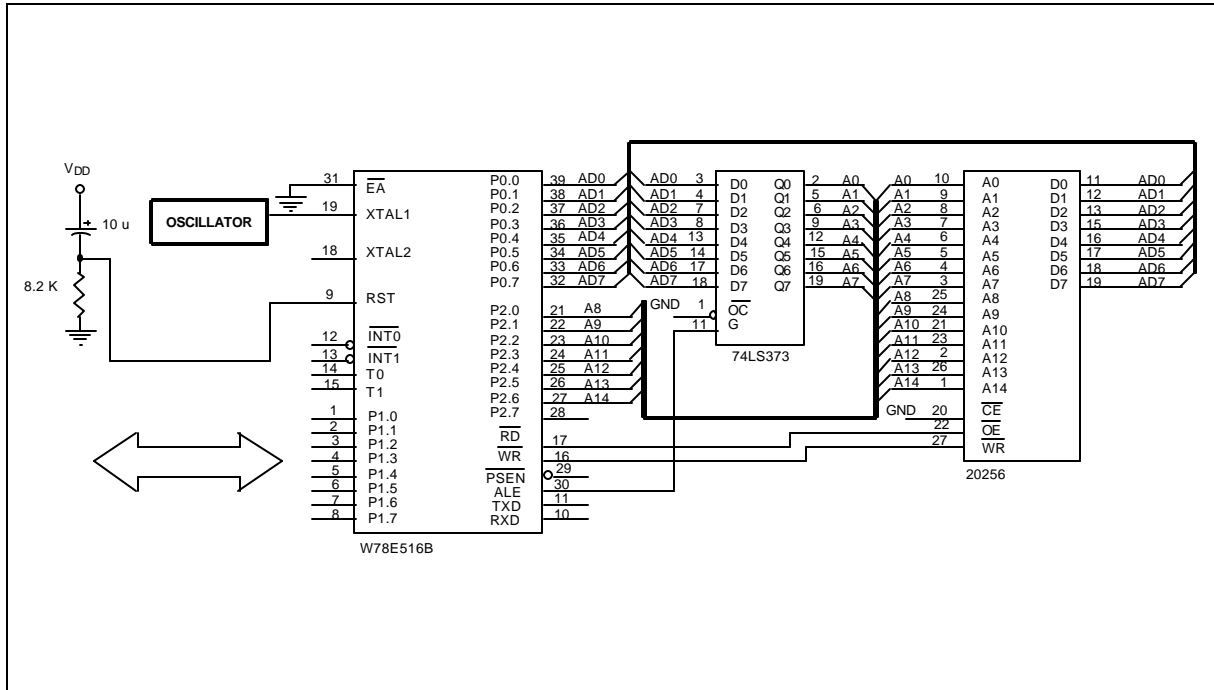 VDD
10 u
8.2 K
OSCILLATOR
31 EA
19 XTAL1
18 XTAL2
9 RST
12 INT0
13 INT1
14 T0
15 T1
1 P1.0
2 P1.1
3 P1.2
4 P1.3
5 P1.4
6 P1.5
7 P1.6
8 P1.7
P0.0 39 AD0
P0.1 38 AD1
P0.2 37 AD2
P0.3 36 AD3
P0.4 35 AD4
P0.5 34 AD5
P0.6 33 AD6
P0.7 32 AD7
P2.0 21 A8
P2.1 22 A9
P2.2 23 A10
P2.3 24 A11
P2.4 25 A12
P2.5 26 A13
P2.6 27 A14
P2.7 28
RD 17
WR 16
PSEN 29
ALE 30
TXD 11
RXD 10
W78E516B
AD0 3 D0 Q0 2 A0
AD1 4 D1 Q1 5 A1
AD2 7 D2 Q2 6 A2
AD3 8 D3 Q3 9 A3
AD4 13 D4 Q4 12 A4
AD5 14 D5 Q5 15 A5
AD6 17 D6 Q6 16 A6
AD7 18 D7 Q7 19 A7
GND 1 OC
11 G
74LS373
A0 10 A0 D0 11 AD0
A1 9 A1 D1 12 AD1
A2 8 A2 D2 13 AD2
A3 7 A3 D3 15 AD3
A4 6 A4 D4 16 AD4
A5 5 A5 D5 17 AD5
A6 4 A6 D6 18 AD6
A7 3 A7 D7 19 AD7
A8 25 A8
A9 24 A9
A10 21 A10
A11 23 A11
A12 2 A12
A13 26 A13
A14 1 A14
GND 20 CE
22 OE
27 WR
20256